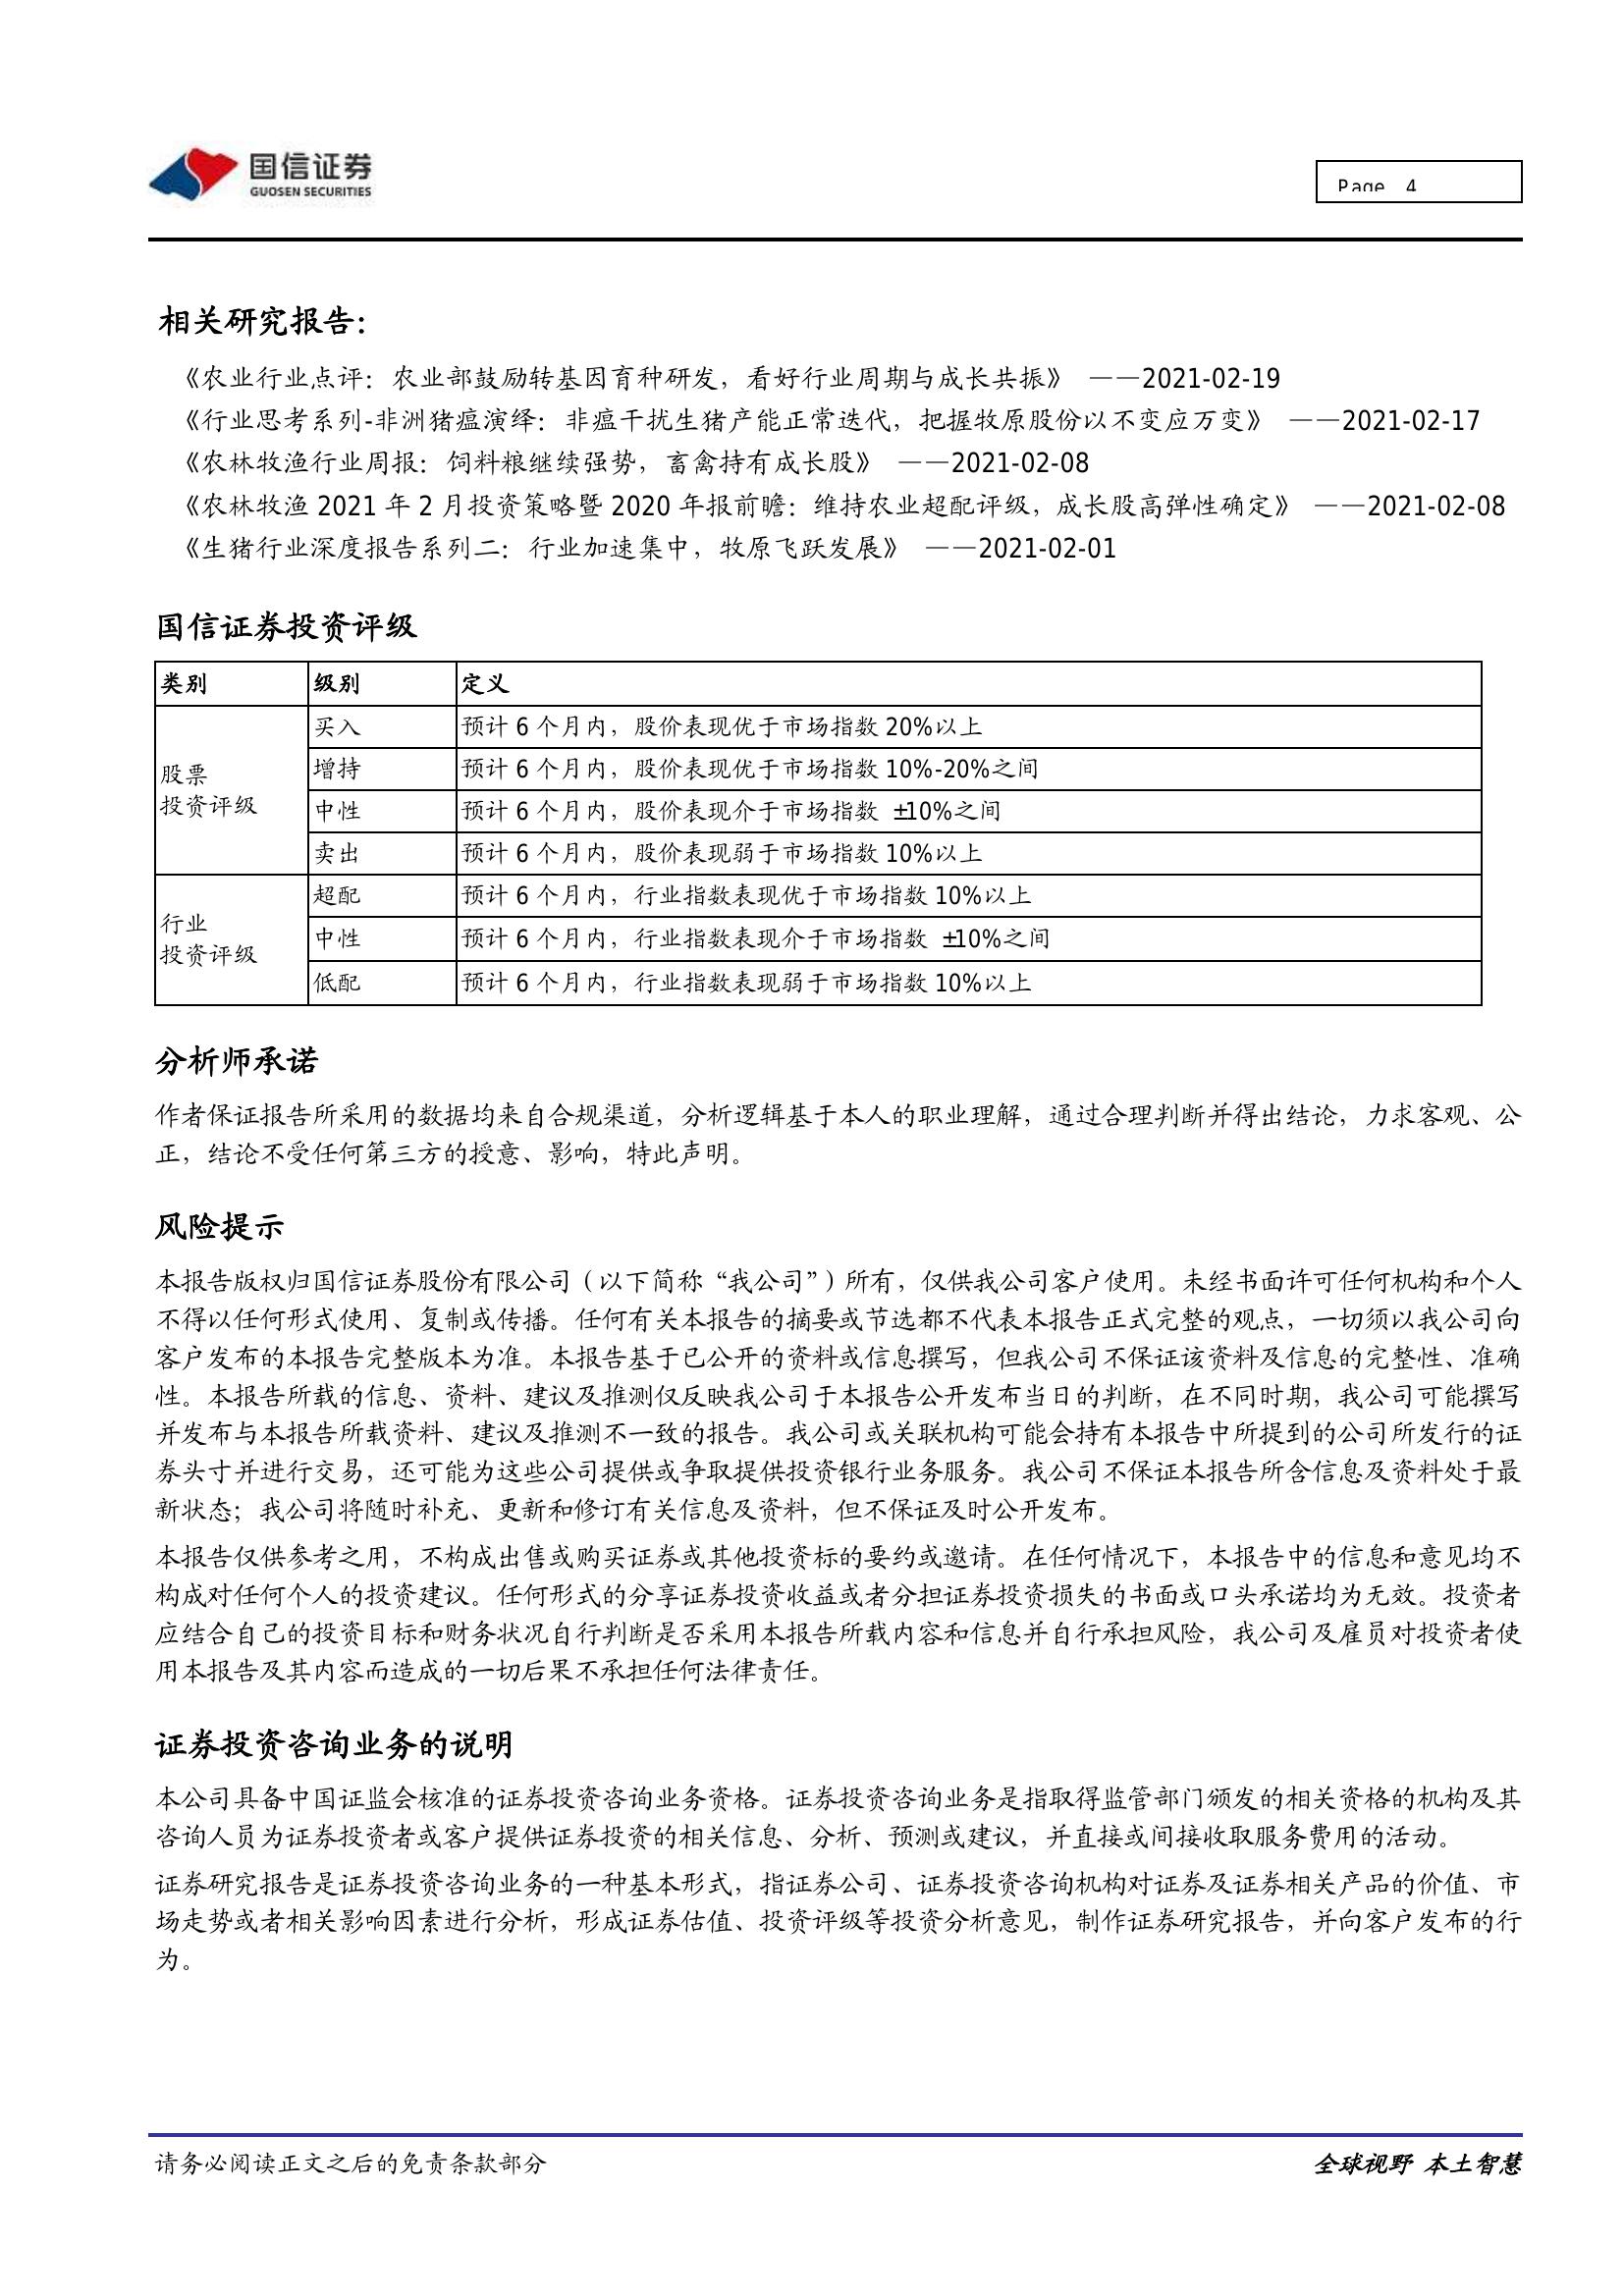 国信证券
GUOSEN SECURITIES
Page 4
相关研究报告：
《农业行业点评：农业部鼓励转基因育种研发，看好行业周期与成长共振》 ——2021-02-19
《行业思考系列-非洲猪瘟演绎：非瘟干扰生猪产能正常迭代，把握牧原股份以不变应万变》 ——2021-02-17
《农林牧渔行业周报：饲料粮继续强势，畜禽持有成长股》 ——2021-02-08
《农林牧渔 2021 年 2 月投资策略暨 2020 年报前瞻：维持农业超配评级，成长股高弹性确定》 ——2021-02-08
《生猪行业深度报告系列二：行业加速集中，牧原飞跃发展》 ——2021-02-01
国信证券投资评级
类别 级别 定义
股票
投资评级
买入 预计 6 个月内，股价表现优于市场指数 20%以上
增持 预计 6 个月内，股价表现优于市场指数 10%-20%之间
中性 预计 6 个月内，股价表现介于市场指数 ±10%之间
卖出 预计 6 个月内，股价表现弱于市场指数 10%以上
行业
投资评级
超配 预计 6 个月内，行业指数表现优于市场指数 10%以上
中性 预计 6 个月内，行业指数表现介于市场指数 ±10%之间
低配 预计 6 个月内，行业指数表现弱于市场指数 10%以上
分析师承诺
作者保证报告所采用的数据均来自合规渠道，分析逻辑基于本人的职业理解，通过合理判断并得出结论，力求客观、公
正，结论不受任何第三方的授意、影响，特此声明。
风险提示
本报告版权归国信证券股份有限公司（以下简称“我公司”）所有，仅供我公司客户使用。未经书面许可任何机构和个人
不得以任何形式使用、复制或传播。任何有关本报告的摘要或节选都不代表本报告正式完整的观点，一切须以我公司向
客户发布的本报告完整版本为准。本报告基于已公开的资料或信息撰写，但我公司不保证该资料及信息的完整性、准确
性。本报告所载的信息、资料、建议及推测仅反映我公司于本报告公开发布当日的判断，在不同时期，我公司可能撰写
并发布与本报告所载资料、建议及推测不一致的报告。我公司或关联机构可能会持有本报告中所提到的公司所发行的证
券头寸并进行交易，还可能为这些公司提供或争取提供投资银行业务服务。我公司不保证本报告所含信息及资料处于最
新状态；我公司将随时补充、更新和修订有关信息及资料，但不保证及时公开发布。
本报告仅供参考之用，不构成出售或购买证券或其他投资标的要约或邀请。在任何情况下，本报告中的信息和意见均不
构成对任何个人的投资建议。任何形式的分享证券投资收益或者分担证券投资损失的书面或口头承诺均为无效。投资者
应结合自己的投资目标和财务状况自行判断是否采用本报告所载内容和信息并自行承担风险，我公司及雇员对投资者使
用本报告及其内容而造成的一切后果不承担任何法律责任。
证券投资咨询业务的说明
本公司具备中国证监会核准的证券投资咨询业务资格。证券投资咨询业务是指取得监管部门颁发的相关资格的机构及其
咨询人员为证券投资者或客户提供证券投资的相关信息、分析、预测或建议，并直接或间接收取服务费用的活动。
证券研究报告是证券投资咨询业务的一种基本形式，指证券公司、证券投资咨询机构对证券及证券相关产品的价值、市
场走势或者相关影响因素进行分析，形成证券估值、投资评级等投资分析意见，制作证券研究报告，并向客户发布的行
为。
请务必阅读正文之后的免责条款部分
全球视野 本土智慧